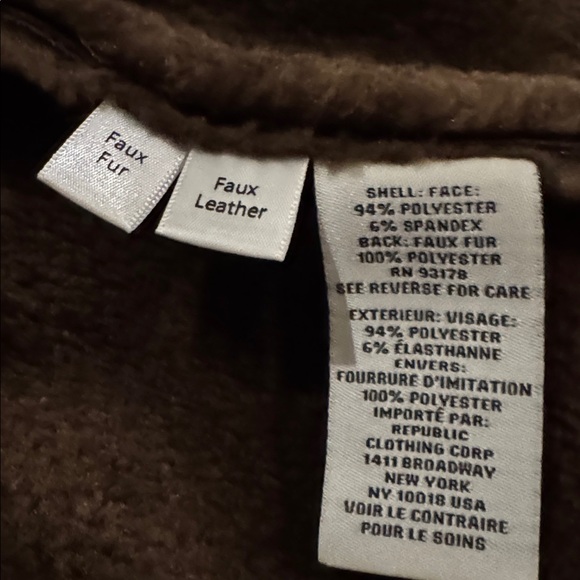 Faux
Fur
Faux
Leather
SHELL: FACE:
94% POLYESTER
6% SPANDEX
BACK: FAUX FUR
100% POLYESTER
RN 93178
SEE REVERSE FOR CARE
EXTERIEUR: VISAGE:
94% POLYESTER
6% ÉLASTHANNE
ENVERS:
FOURRURE D'IMITATION
100% POLYESTER
IMPORTÉ PAR:
REPUBLIC
CLOTHING CORP
1411 BROADWAY
NEW YORK
NY 10018 USA
VOIR LE CONTRAIRE
POUR LE SOINS